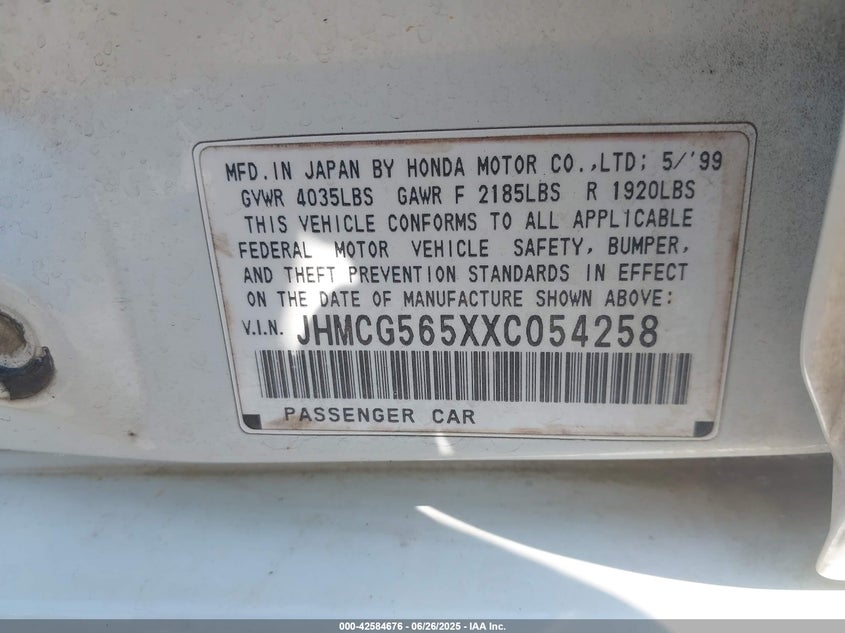 MFD. IN JAPAN BY HONDA MOTOR CO.,LTD; 5/'99
GVWR 4035LBS GAWR F 2185LBS R 1920LBS
THIS VEHICLE CONFORMS TO ALL APPLICABLE
FEDERAL MOTOR VEHICLE SAFETY, BUMPER,
AND THEFT PREVENTION STANDARDS IN EFFECT
ON THE DATE OF MANUFACTURE SHOWN ABOVE:
V.I.N. JHMCG565XXC054258
PASSENGER CAR
000-42584676 / 06/26/2025 - IAA Inc.